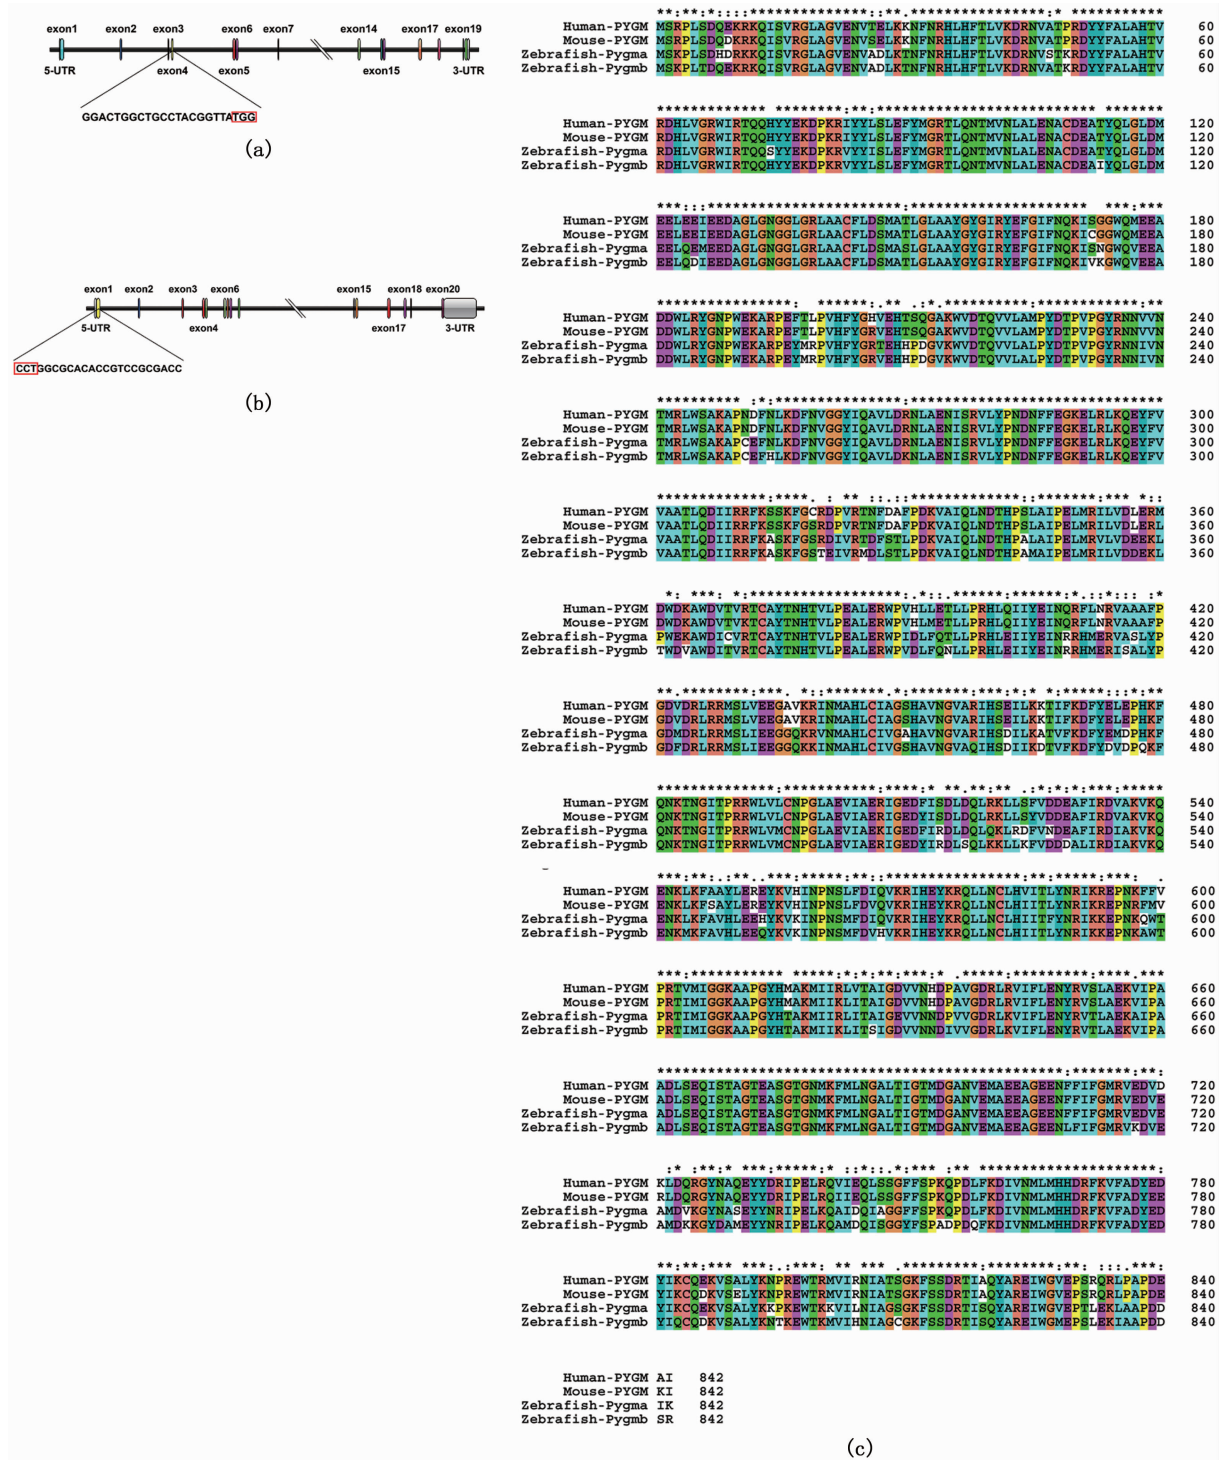 exon1 exon2 exon3 exon6 exon7 exon14 exon17 exon19
5-UTR exon4 exon5 exon15 3-UTR
GGACTGGCTGCCTACGGTTATGG
(a)
exon1 exon2 exon3 exon6 exon15 exon18 exon20
5-UTR exon4 exon17 3-UTR
CCTGGCGCACACCGTCCGCGACC
(b)
Human-PYGM MSRPLSDQEKRKQISVRGLAGVENVTELKKNFNRHLHFTLVKDRNVATPRDYYFALAHTV 60
Mouse-PYGM MSRPLSDQDKRKQISVRGLAGVENVSELKKNFNRHLHFTLVKDRNVATPRDYYFALAHTV 60
Zebrafish-Pygma MSKPLSDHDKRKQISVRGLAGVENVADLKTNFNRHLHFTLVKDRNVSTKRDYYFALAHTV 60
Zebrafish-Pygmb MSKPLTDQEKRKQISVRGLAGVENVADLKTNFNRHLHFTLVKDRNVATKRDYYFALAHTV 60
Human-PYGM RDHLVGRWIRTQQHYYEKDPKRIYYLSLEFYMGRTLQNTMVNLALENACDEATYQLGLDM 120
Mouse-PYGM RDHLVGRWIRTQQHYYEKDPKRIYYLSLEFYMGRTLQNTMVNLALENACDEATYQLGLDM 120
Zebrafish-Pygma RDHLVGRWIRTQQSYYEKDPKRVYYISLEFYMGRTLQNTMVNLALENACDEATYQLGLDM 120
Zebrafish-Pygmb RDHLVGRWIRTQQHYYEKDPKRVYYLSLEFYMGRTLQNTMVNLALENACDEAIYQLGLDM 120
Human-PYGM EELEEIEEDAGLGNGGLGRLAACFLDSMATLGLAAYGYGIRYEFGIFNQKISGGWQMEEA 180
Mouse-PYGM EELEEIEEDAGLGNGGLGRLAACFLDSMATLGLAAYGYGIRYEFGIFNQKICGGWQMEEA 180
Zebrafish-Pygma EELQEMEEDAGLGNGGLGRLAACFLDSMASLGLAAYGYGIRYEFGIFNQKISNGWQVEEA 180
Zebrafish-Pygmb EELQDIEEDAGLGNGGLGRLAACFLDSMATLGLAAYGYGIRYEFGIFNQKIVKGWQVEEA 180
Human-PYGM DDWLRYGNPWEKARPEFTLPVHFYGHVEHTSQGAKWVDTQVVLAMPYDTPVPGYRNNVVN 240
Mouse-PYGM DDWLRYGNPWEKARPEFTLPVHFYGRVEHTSQGAKWVDTQVVLAMPYDTPVPGYRNNVVN 240
Zebrafish-Pygma DDWLRYGNPWEKARPEYMRPVHFYGRTEHHPDGVKWVDTQVVLALPYDTPVPGYRNNIVN 240
Zebrafish-Pygmb DDWLRYGNPWEKARPEYMRPVHFYGRVEHHPDGVKWVDTQVVLALPYDTPVPGYRNNIVN 240
Human-PYGM TMRLWSAKAPNDFNLKDFNVGGYIQAVLDRNLAENISRVLYPNDNFFEGKELRLKQEYFV 300
Mouse-PYGM TMRLWSAKAPNDFNLKDFNVGGYIQAVLDRNLAENISRVLYPNDNFFEGKELRLKQEYFV 300
Zebrafish-Pygma TMRLWSAKAPCEFNLKDFNVGGYIQAVLDRNLAENISRVLYPNDNFFEGKELRLKQEYFV 300
Zebrafish-Pygmb TMRLWSAKAPCEFHLKDFNVGGYIQAVLDKNLAENISRVLYPNDNFFEGKELRLKQEYFV 300
Human-PYGM VAATLQDIIRRFKSSKFGCRDPVRTNFDAFPDKVAIQLNDTHPSLAIPELMRILVDLERM 360
Mouse-PYGM VAATLQDIIRRFKSSKFGSRDPVRTNFDAFPDKVAIQLNDTHPSLAIPELMRILVDLERL 360
Zebrafish-Pygma VAATLQDIIRRFKASKFGSRDIVRTDFSTLPDKVAIQLNDTHPALAIPELMRILVDEEKL 360
Zebrafish-Pygmb VAATLQDIIRRFKASKFGSTEIVRMDLSTLPDKVAIQLNDTHPAMAIPELMRVLVDDEKL 360
Human-PYGM DWDKAWDVTVRTCAYTNHTVLPEALERWPVHLLETLLPRHLQIIYEINQRFLNRVAAAFP 420
Mouse-PYGM DWDKAWDVTVKTCAYTNHTVLPEALERWPVHLMETLLPRHLQIIYEINQRFLNRVAAAFP 420
Zebrafish-Pygma PWEKAWDICVRTCAYTNHTVLPEALERWPIDLFQTLLPRHLEIIYEINRRHMERVASLYP 420
Zebrafish-Pygmb TWDVAWDITVRTCAYTNHTVLPEALERWPVDLFQNLLPRHLEIIYEINRRHMERISALYP 420
Human-PYGM GDVDRLRRMSLVEEGAVKRINMAHLCIAGSHAVNGVARIHSEILKKTIFKDFYELEPHKF 480
Mouse-PYGM GDVDRLRRMSLVEEGAVKRINMAHLCIAGSHAVNGVARIHSEILKKTIFKDFYELEPHKF 480
Zebrafish-Pygma GDMDRLRRMSLIEEGGQKRVNMAHLCIVGAHAVNGVARIHSDILKATVFKDFYEMDPHKF 480
Zebrafish-Pygmb GDFDRLRRMSLIEEGGQKKINMAHLCIVGSHAVNGVAQIHSDILKDTVFKDFYDVDPQKF 480
Human-PYGM QNKTNGITPRRWLVLCNPGLAEVIAERIGEDFISDLDQLRKLLSFVDDEAFIRDVAKVKQ 540
Mouse-PYGM QNKTNGITPRRWLVLCNPGLAEVIAERIGEDYISDLDQLRKLLSYVDDEAFIRDVAKVKQ 540
Zebrafish-Pygma QNKTNGITPRRWLVMCNPGLAEVIAEKIGEDFIRDLDQLQKLRDFVNDEAFIRDVAKVKQ 540
Zebrafish-Pygmb QNKTNGITPRRWLVMCNPGLAEVIAERIGEDYIRDLSQLKKLLKFVDDDALIRDIAKVKQ 540
Human-PYGM ENKLKFAAYLEREYKVHINPNSLFDIQVKRIHEYKRQLLNCLHVITLYNRIKREPNKFFV 600
Mouse-PYGM ENKLKFSAYLEREYKVHINPNSLFDVQVKRIHEYKRQLLNCLHVITLYNRIKREPNRFMV 600
Zebrafish-Pygma ENKLKFAVHLEEHYKVKINPNSMFDIQVKRIHEYKRQLLNCLHIITFYNRIKKEPNKQWT 600
Zebrafish-Pygmb ENKMKFAVHLEEQYKVKINPNSMFDVHVKRIHEYKRQLLNCLHIITLYNRIKKEPNKAWT 600
Human-PYGM PRTVMIGGKAAPGYHMAKMIIRLVTAIGDVVNHDPAVGDRLRVIFLENYRVSLAEKVIPA 660
Mouse-PYGM PRTIMIGGKAAPGYHMAKMIIKLITAIGDVVNHDPAVGDRLRVIFLENYRVSLAEKVIPA 660
Zebrafish-Pygma PRTIMIGGKAAPGYHTAKMIIKLITAIGEVVNNDPVVGDRLKVIFLENYRVTLAEKAIPA 660
Zebrafish-Pygmb PRTIMIGGKAAPGYHTAKMIIKLITSIGDVVNNDIVVGDRLKVIFLENYRVTLAEKAIPA 660
Human-PYGM ADLSEQISTAGTEASGTGNMKFMLNGALTIGTMDGANVEMAEEAGEENFFIFGMRVEDVD 720
Mouse-PYGM ADLSEQISTAGTEASGTGNMKFMLNGALTIGTMDGANVEMAEEAGEENFFIFGMRVEDVE 720
Zebrafish-Pygma ADLSEQISTAGTEASGTGNMKFMLNGALTIGTMDGANVEMAEEAGEENFFIFGMRVEDVE 720
Zebrafish-Pygmb ADLSEQISTAGTEASGTGNMKFMLNGALTIGTMDGANVEMAEEAGEENLFIFGMRVKDVE 720
Human-PYGM KLDQRGYNAQEYYDRIPELRQVIEQLSSGFFSPKQPDLFKDIVNMLMHHDRFKVFADYED 780
Mouse-PYGM RLDQRGYNAQEYYDRIPELRQIIEQLSSGFFSPKQPDLFKDIVNMLMHHDRFKVFADYED 780
Zebrafish-Pygma AMDVKGYNASEYYNRIPELKQAIDQIAGGFFSPKQPDLFKDIVNMLMHHDRFKVFADYED 780
Zebrafish-Pygmb AMDKKGYDAMEYYNRIPELKQAMDQISGGYFSPADPDQFKDIVNMLMHHDRFKVFADYED 780
Human-PYGM YIKCQEKVSALYKNPREWTRMVIRNIATSGKFSSDRTIAQYAREIWGVEPSRQRLPAPDE 840
Mouse-PYGM YIKCQDKVSELYKNPREWTRMVIRNIATSGKFSSDRTIAQYAREIWGVEPSRQRLPAPDE 840
Zebrafish-Pygma YIKCQEKVSALYKKPKEWTKKVILNIAGSGKFSSDRTISQYAREIWGVEPTLEKLAAPDD 840
Zebrafish-Pygmb YIQCQDKVSALYKNTKEWTKMVIHNIAGCGKFSSDRTISQYAREIWGMEPSLEKIAAPDD 840
Human-PYGM AI 842
Mouse-PYGM KI 842
Zebrafish-Pygma IK 842
Zebrafish-Pygmb SR 842
(c)